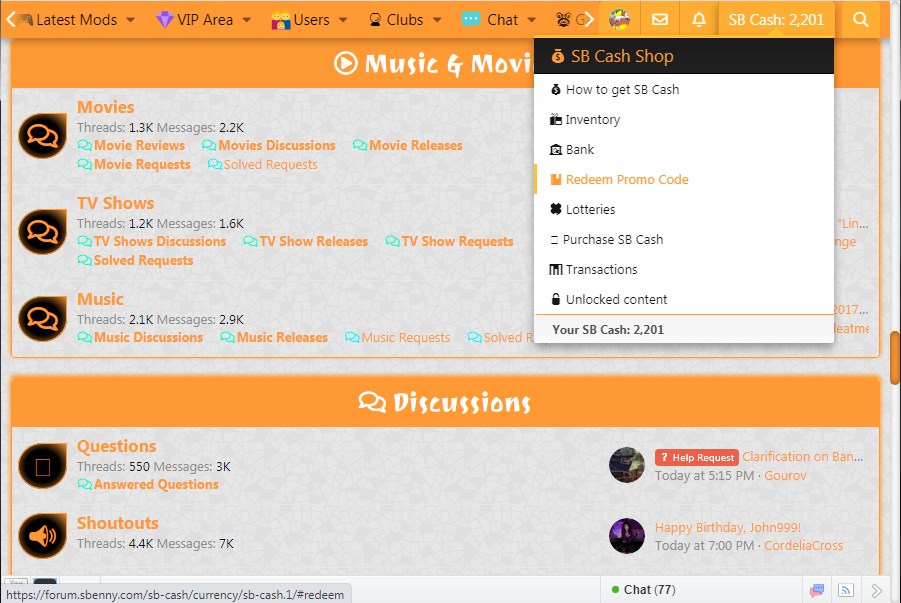 Latest Mods VIP Area Users Clubs Chat G SB Cash: 2,201
Music & Movi
SB Cash Shop
How to get SB Cash
Inventory
Bank
Redeem Promo Code
Lotteries
Purchase SB Cash
Transactions
Unlocked content
Your SB Cash: 2,201
Movies
Threads: 1.3K Messages: 2.2K
Movie Reviews Movies Discussions Movie Releases
Movie Requests Solved Requests
TV Shows
Threads: 1.2K Messages: 1.6K
"Lin...
TV Shows Discussions TV Show Releases TV Show Requests
nge
Solved Requests
Music
Threads: 2.1K Messages: 2.9K
2017...
Music Discussions Music Releases Music Requests Solved R
Discussions
Questions
Threads: 550 Messages: 3K
Answered Questions
? Help Request Clarification on Ban...
Today at 5:15 PM · Gourov
Shoutouts
Threads: 4.4K Messages: 7K
Happy Birthday, John999!
Today at 7:00 PM · CordeliaCross
https://forum.sbenny.com/sb-cash/currency/sb-cash.1/#redeem
Chat (77)